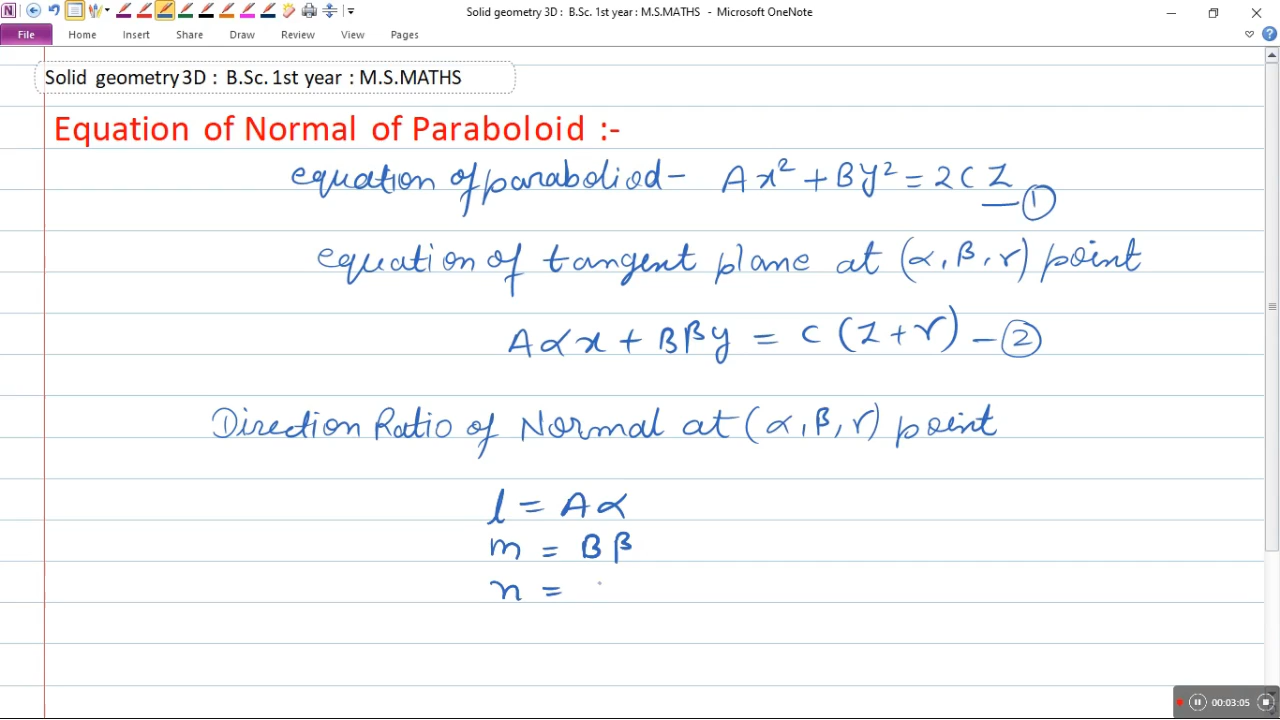 Solid geometry 3D : B.Sc. 1st year : M.S.MATHS - Microsoft OneNote
File Home Insert Share Draw Review View Pages
Solid geometry 3D : B.Sc. 1st year : M.S.MATHS
Equation of Normal of Paraboloid :-
equation of paraboliod - Ax² + By² = 2CZ — ①
equation of tangent plane at (α, β, r) point
Aαx + Bβy = C (Z + r) — ②
Direction Ratio of Normal at (α, β, r) point
l = Aα
m = Bβ
n =
00:03:05